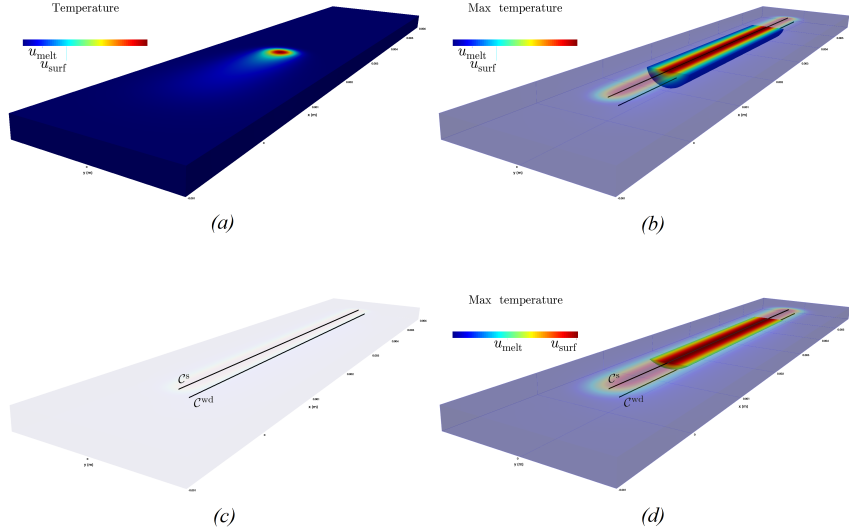 Temperature
u_melt
u_surf
x (m)
y (m)
(a)
Max temperature
u_melt
u_surf
x (m)
y (m)
(b)
C^s
C^wd
x (m)
y (m)
(c)
Max temperature
u_melt u_surf
C^s
C^wd
x (m)
y (m)
(d)